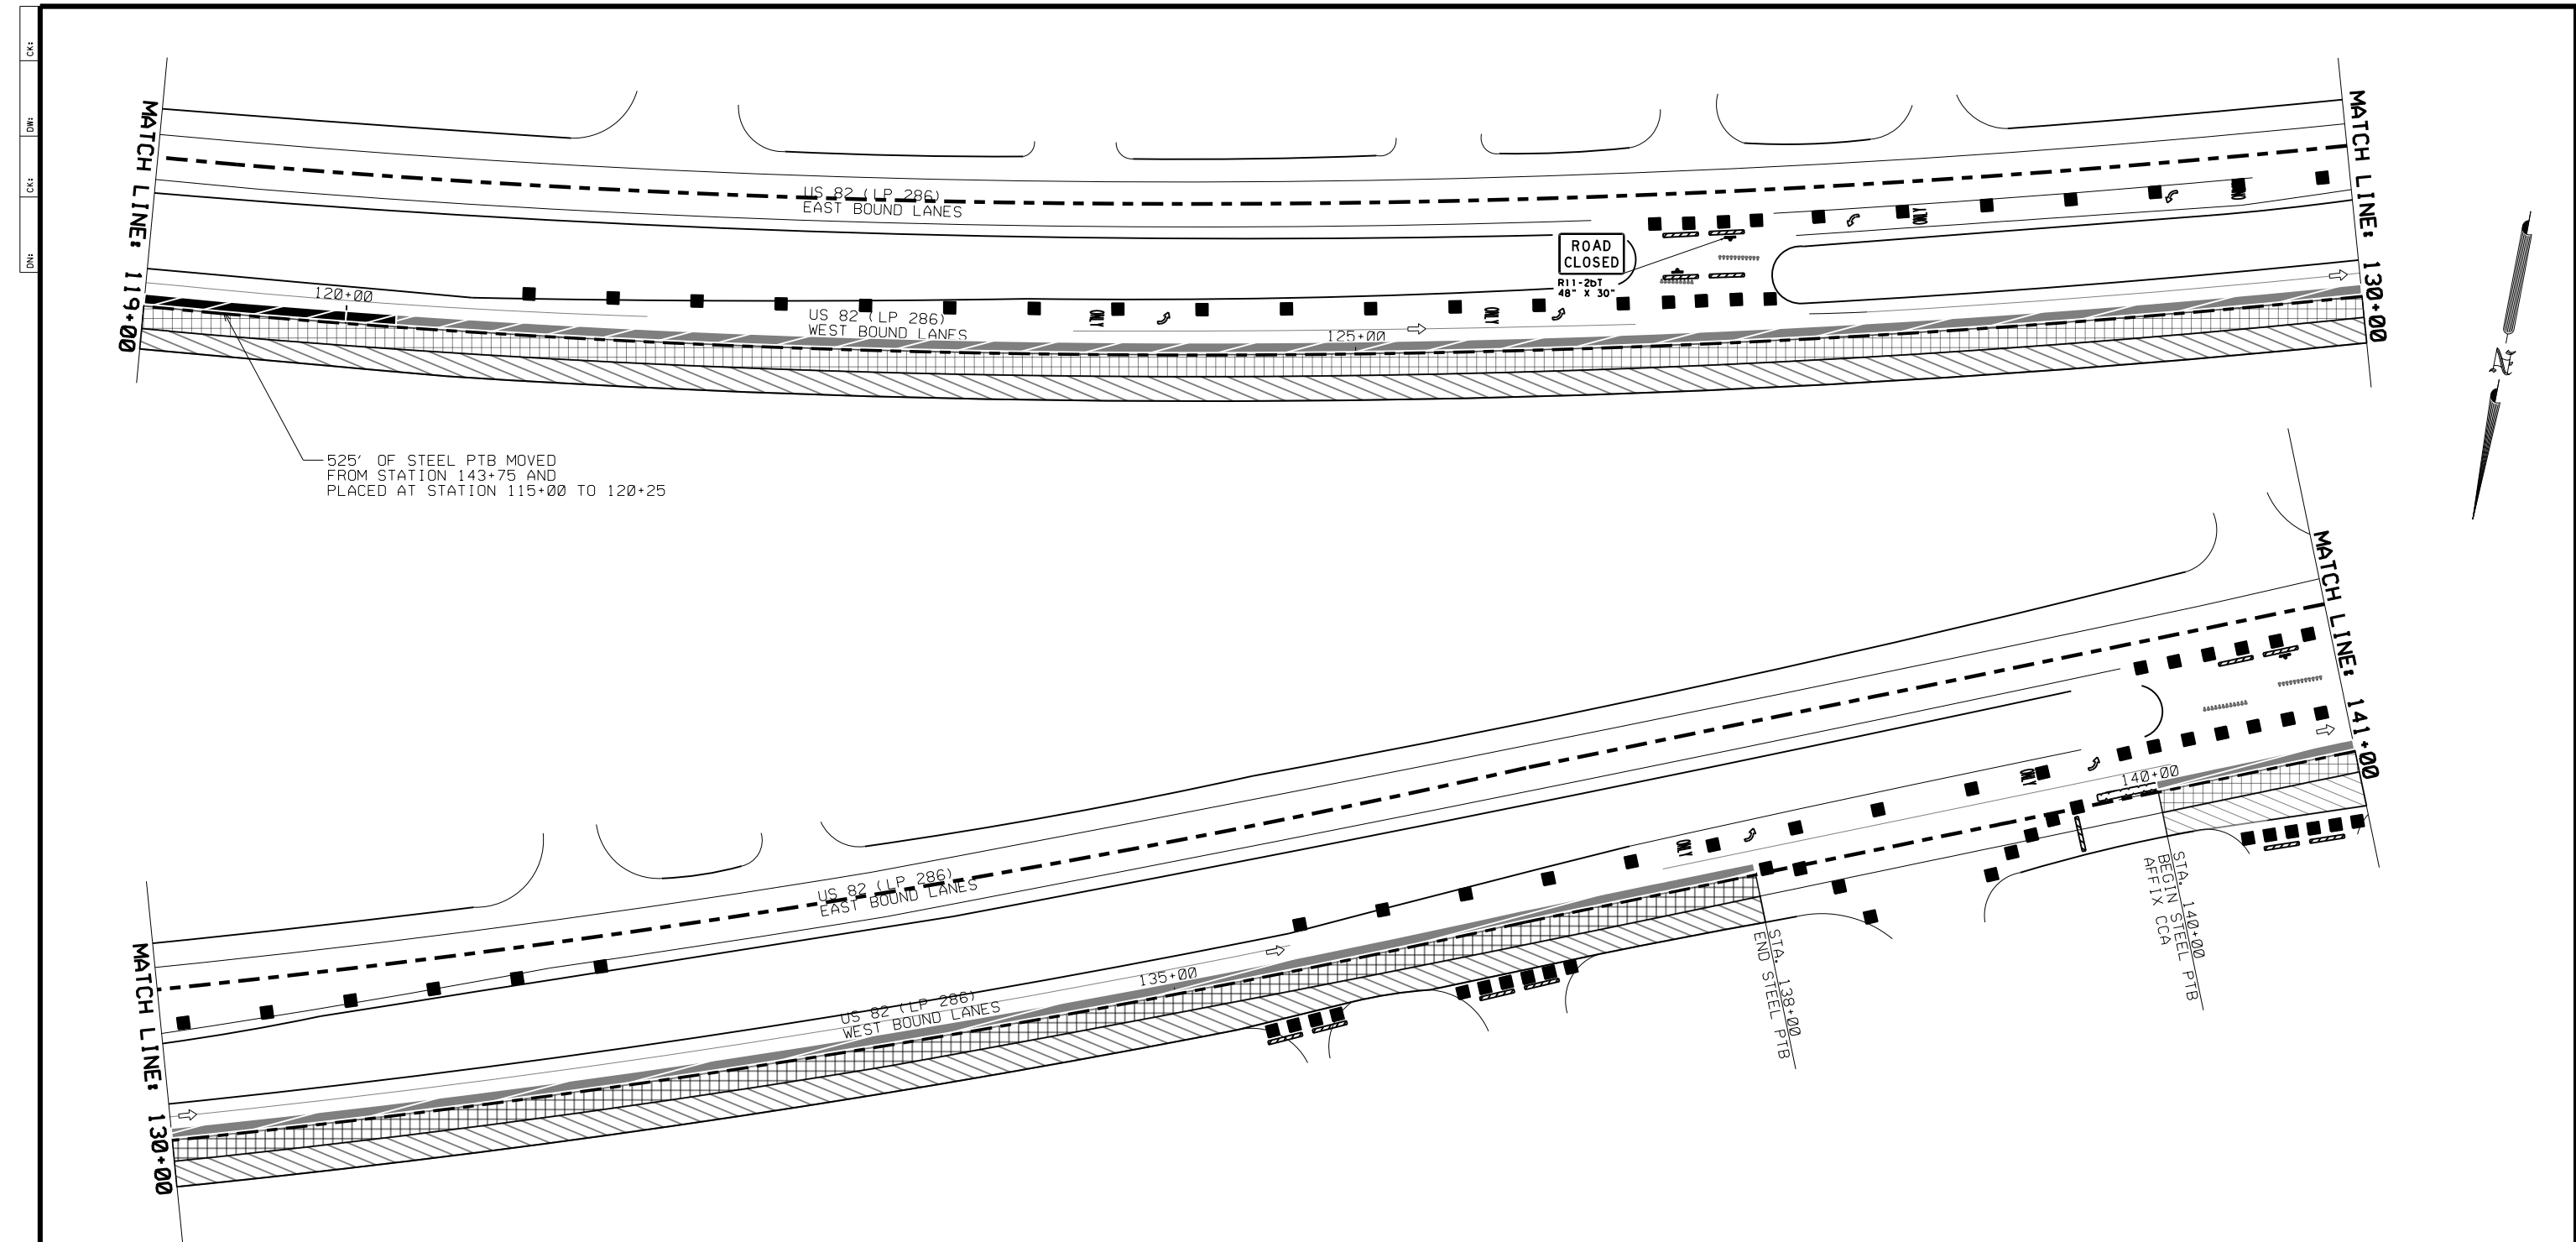 CK:
DW:
CK:
DN:
MATCH LINE: 119+00
120+00
US 82 (LP 286)
EAST BOUND LANES
US 82 (LP 286)
WEST BOUND LANES
ONLY
125+00
ONLY
ROAD
CLOSED
R11-2bT
48" X 30"
ONLY
MATCH LINE: 130+00
525' OF STEEL PTB MOVED
FROM STATION 143+75 AND
PLACED AT STATION 115+00 TO 120+25
MATCH LINE: 130+00
US 82 (LP 286)
EAST BOUND LANES
US 82 (LP 286)
WEST BOUND LANES
135+00
ONLY
STA. 138+00
END STEEL PTB
ONLY
140+00
STA. 140+00
BEGIN STEEL PTB
AFFIX CCA
MATCH LINE: 141+00